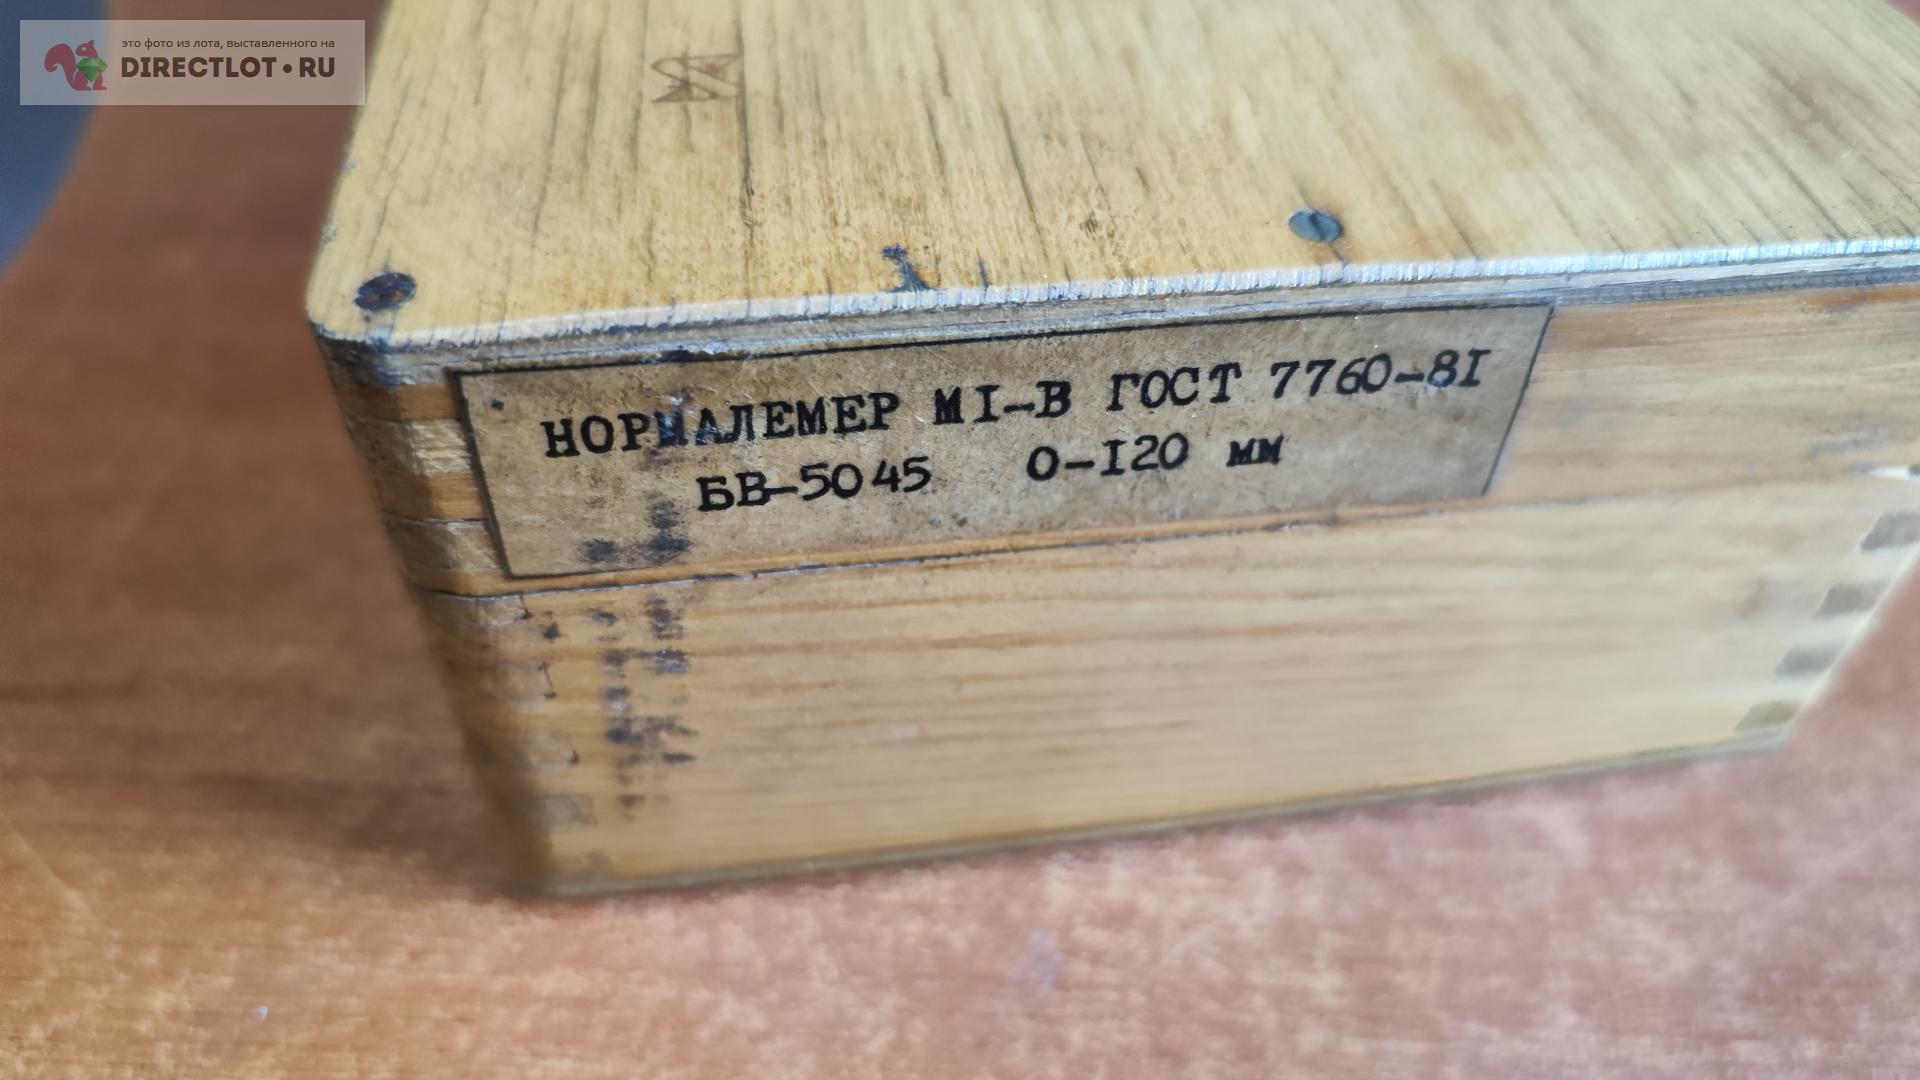 это фото из лота, выставленного на
DIRECTLOT•RU
НОРМАЛЕМЕР МI-В ГОСТ 7760-8I
БВ-5045 0-I20 мм